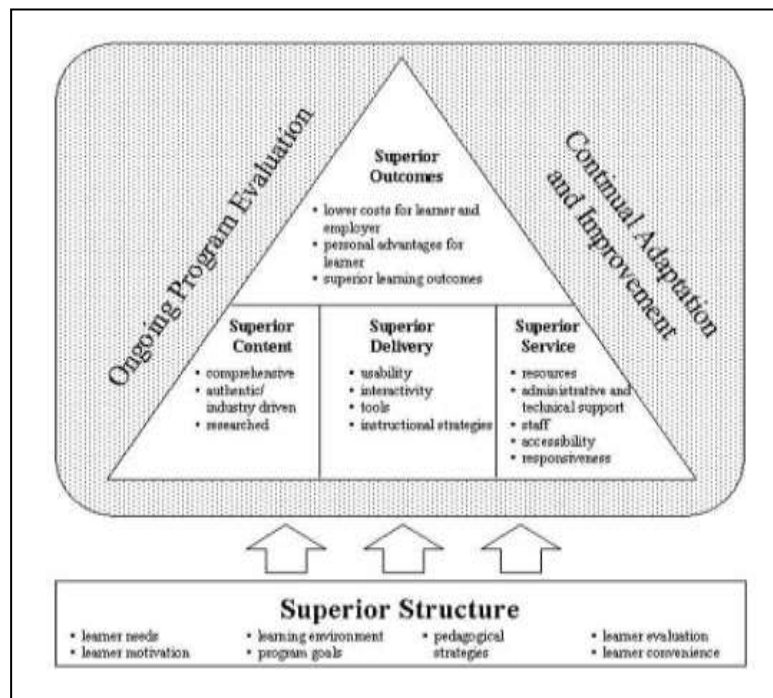 Ongoing Program Evaluation
Continual Adaptation
and Improvement
Superior
Outcomes
• lower costs for learner and
employer
• personal advantages for
learner
• superior learning outcomes
Superior
Content
• comprehensive
• authentic/
industry driven
• researched
Superior
Delivery
• usability
• interactivity
• tools
• instructional strategies
Superior
Service
• resources
• administrative and
technical support
• staff
• accessibility
• responsiveness
Superior Structure
• learner needs
• learner motivation
• learning environment
• program goals
• pedagogical
strategies
• learner evaluation
• learner convenience